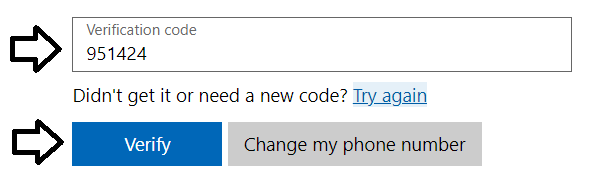 Verification code
951424
Didn't get it or need a new code? Try again
Verify
Change my phone number